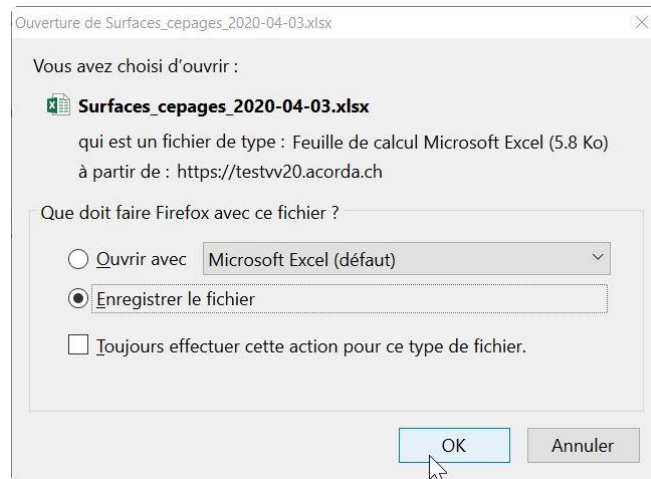 Ouverture de Surfaces_cepages_2020-04-03.xlsx
Vous avez choisi d'ouvrir :
Surfaces_cepages_2020-04-03.xlsx
qui est un fichier de type : Feuille de calcul Microsoft Excel (5.8 Ko)
à partir de : https://testvv20.acorda.ch
Que doit faire Firefox avec ce fichier ?
Ouvrir avec Microsoft Excel (défaut)
Enregistrer le fichier
Toujours effectuer cette action pour ce type de fichier.
OK Annuler